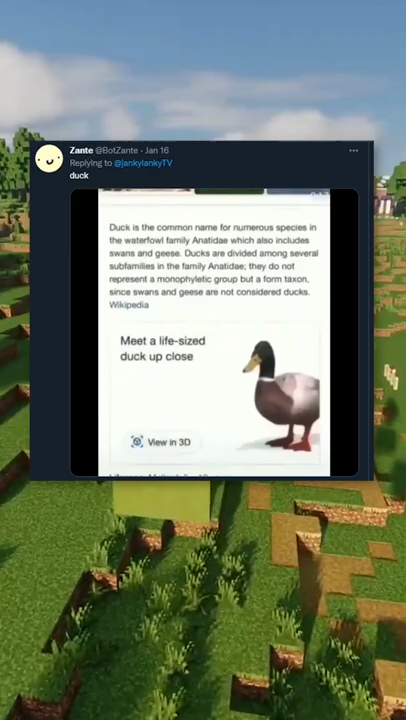 Zante @BotZante · Jan 16
Replying to @jankylankyTV
duck
Duck is the common name for numerous species in
the waterfowl family Anatidae which also includes
swans and geese. Ducks are divided among several
subfamilies in the family Anatidae; they do not
represent a monophyletic group but a form taxon,
since swans and geese are not considered ducks.
Wikipedia
Meet a life-sized
duck up close
View in 3D